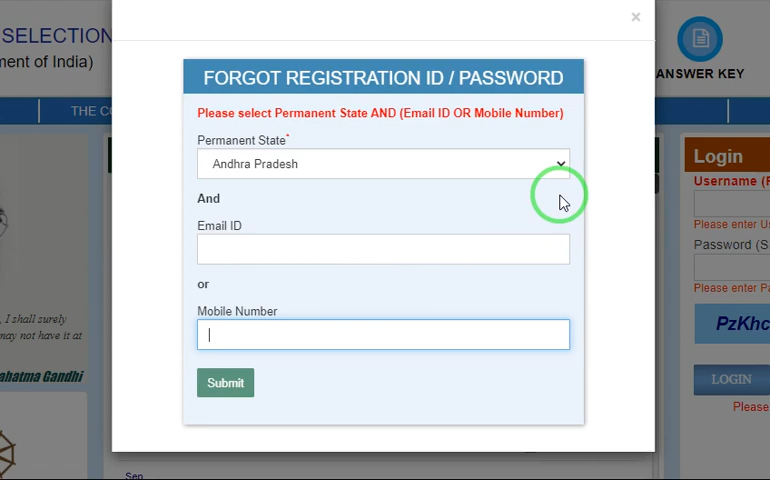 SELECTION
ment of India)
ANSWER KEY
THE CO
×
FORGOT REGISTRATION ID / PASSWORD
Please select Permanent State AND (Email ID OR Mobile Number)
Permanent State*
Andhra Pradesh
And
Email ID
or
Mobile Number
Submit
, I shall surely
may not have it at
ahatma Gandhi
Login
Username (R
Please enter Us
Password (S
Please enter Pa
PzKhc
LOGIN
Please
Sep